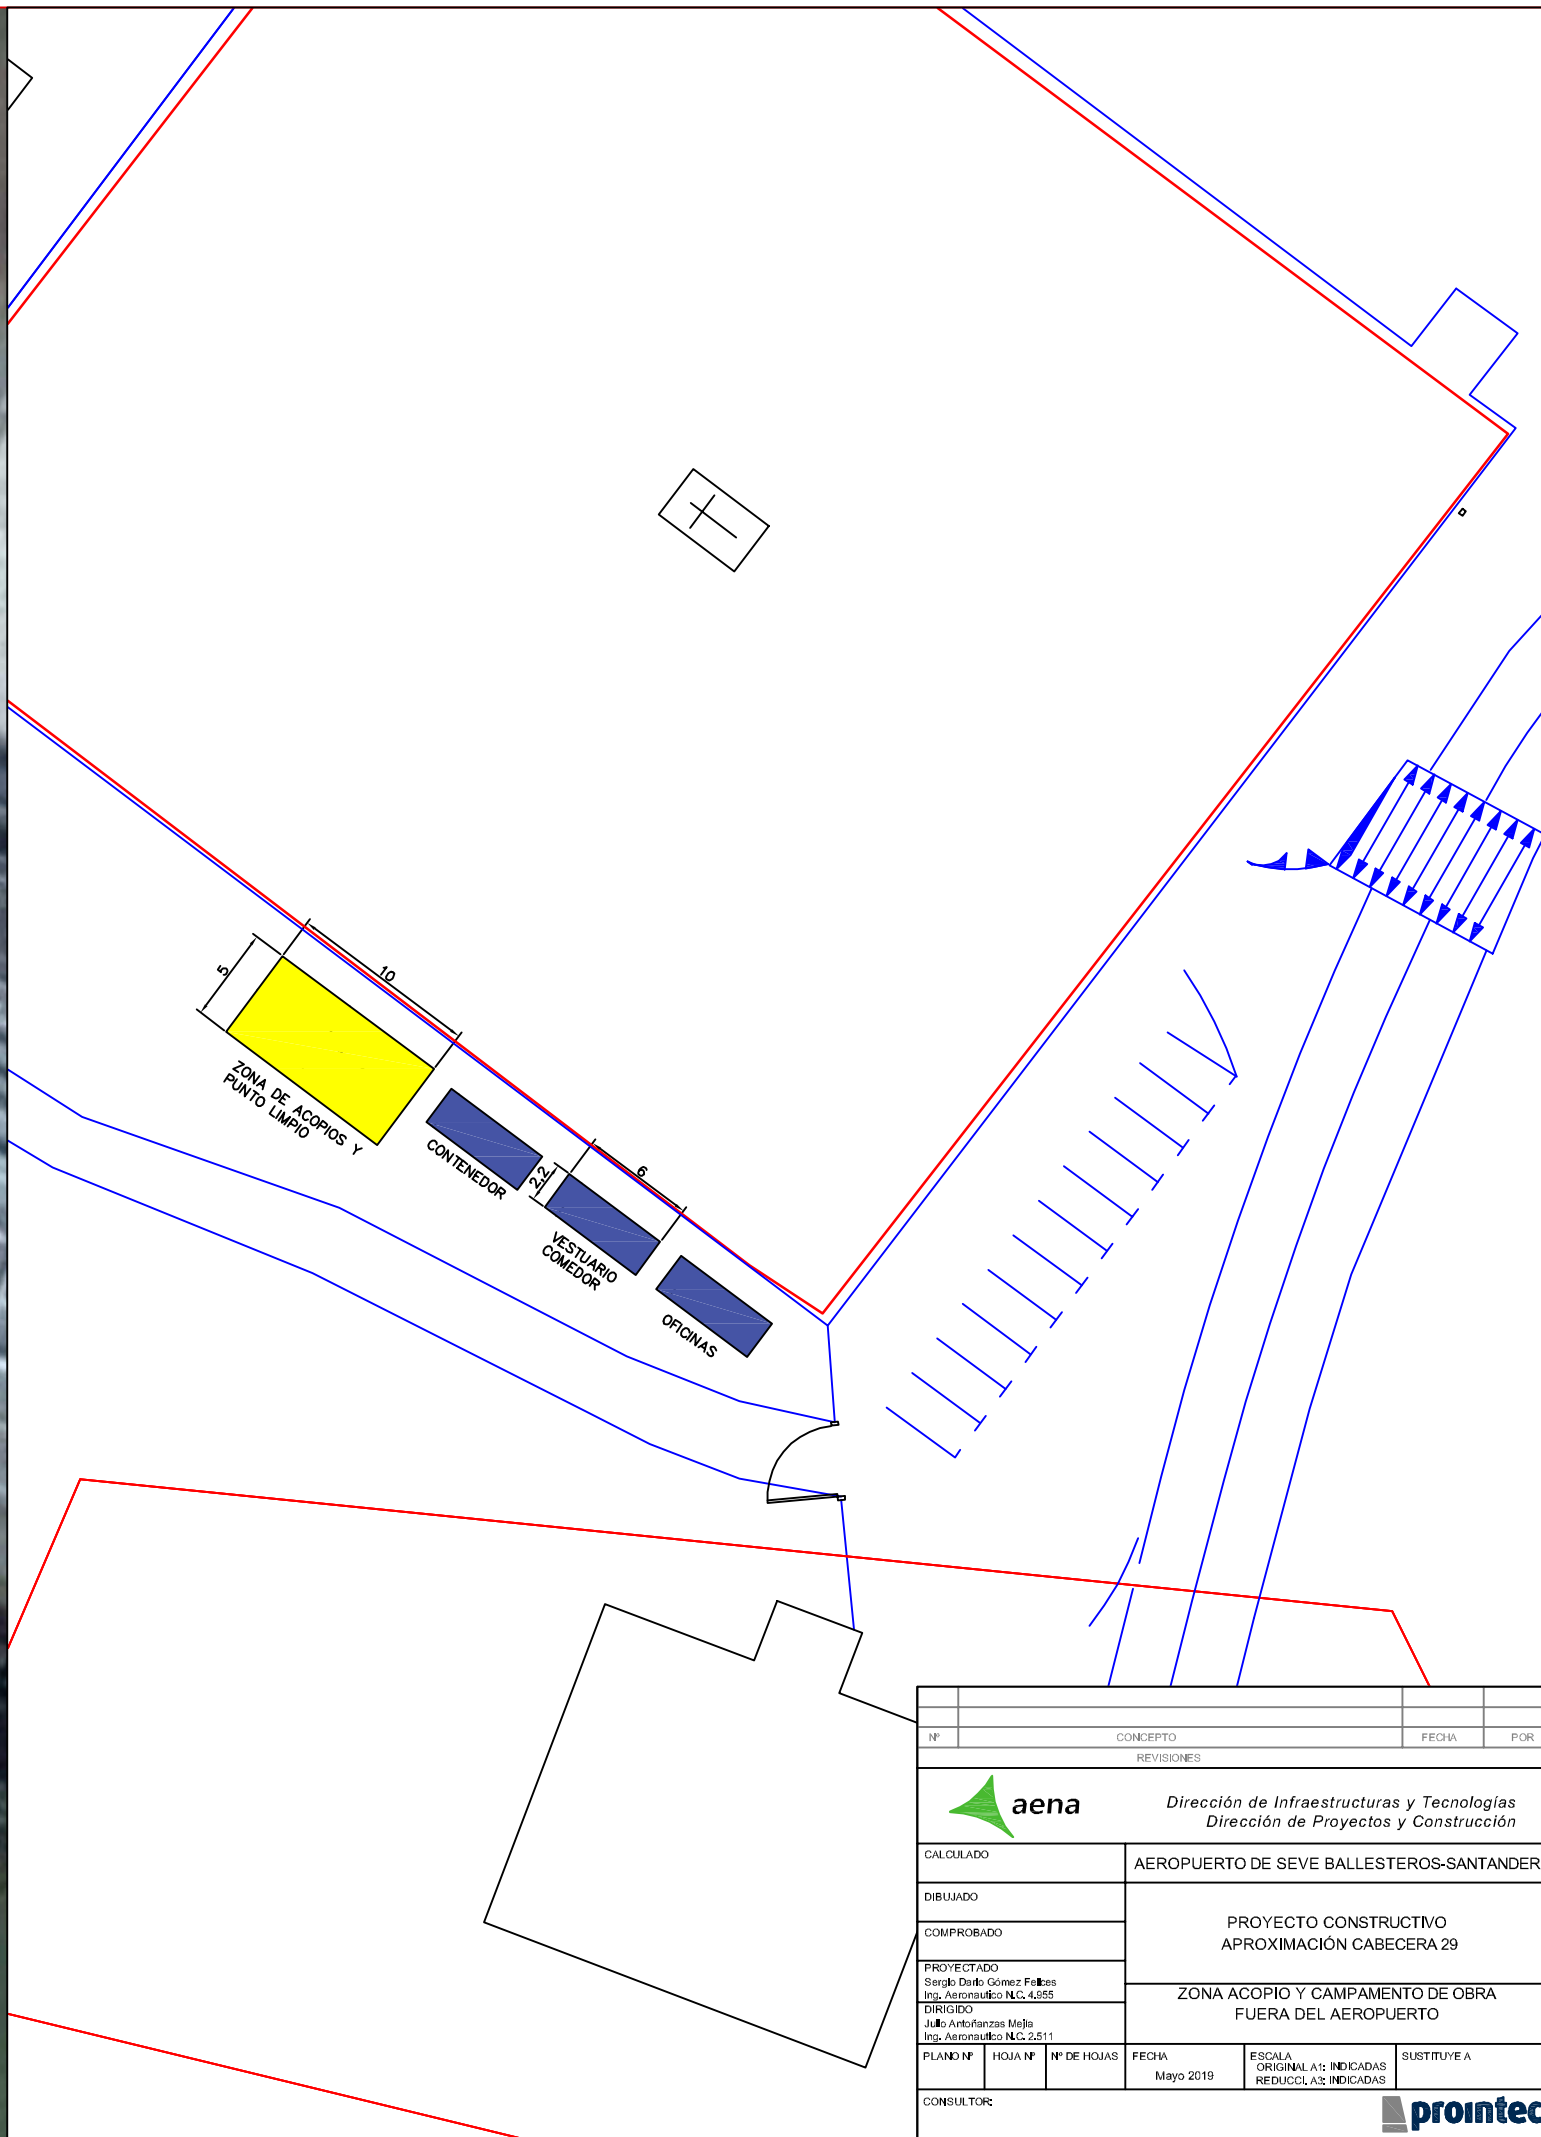 10
5
ZONA DE ACOPIOS Y
PUNTO LIMPIO
CONTENEDOR
2,2
6
VESTUARIO
COMEDOR
OFICINAS
Nº
CONCEPTO
FECHA
POR
REVISIONES
aena
Dirección de Infraestructuras y Tecnologías
Dirección de Proyectos y Construcción
CALCULADO
AEROPUERTO DE SEVE BALLESTEROS-SANTANDER
DIBUJADO
COMPROBADO
PROYECTO CONSTRUCTIVO
APROXIMACIÓN CABECERA 29
PROYECTADO
Sergio Darío Gómez Felices
Ing. Aeronautico N.C. 4.955
DIRIGIDO
Julio Antoñanzas Mejía
Ing. Aeronautico N.C. 2.511
ZONA ACOPIO Y CAMPAMENTO DE OBRA
FUERA DEL AEROPUERTO
PLANO Nº
HOJA Nº
Nº DE HOJAS
FECHA
Mayo 2019
ESCALA
ORIGINAL A1: INDICADAS
REDUCCI. A3: INDICADAS
SUSTITUYE A
CONSULTOR:
prointec